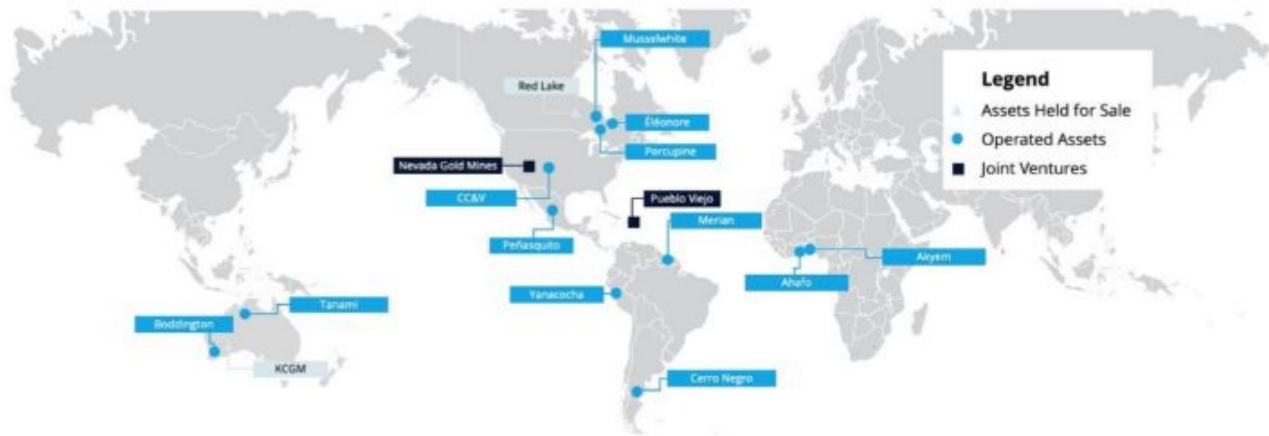 Musselwhite
Red Lake
Éléonore
Porcupine
Nevada Gold Mines
CC&V
Pueblo Viejo
Merian
Peñasquito
Akyem
Ahafo
Yanacocha
Tanami
Boddington
KCGM
Cerro Negro
Legend
Assets Held for Sale
Operated Assets
Joint Ventures